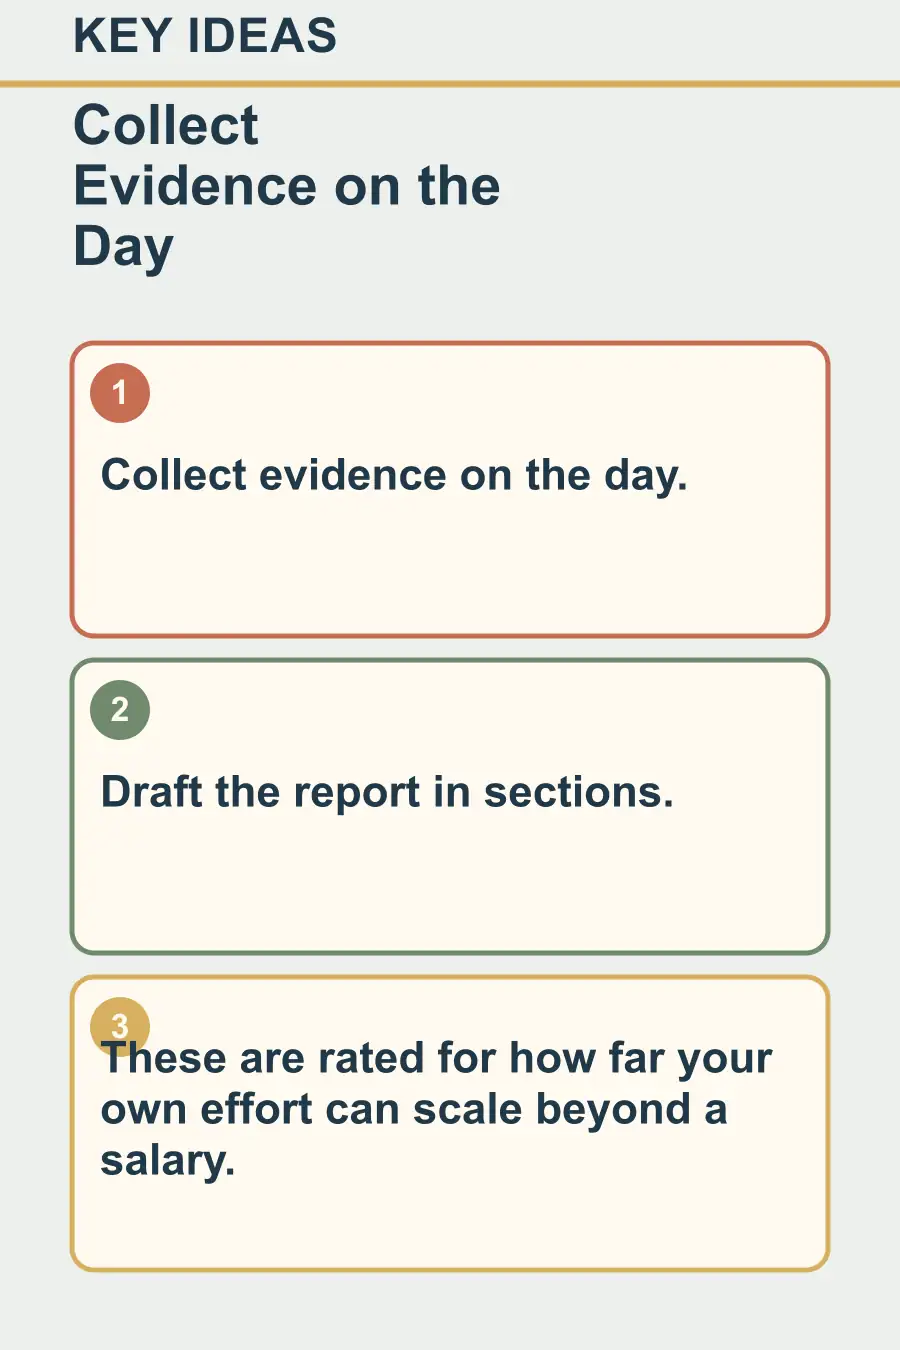 KEY IDEAS
Collect
Evidence on the
Day
1
Collect evidence on the day.
2
Draft the report in sections.
3
These are rated for how far your
own effort can scale beyond a
salary.